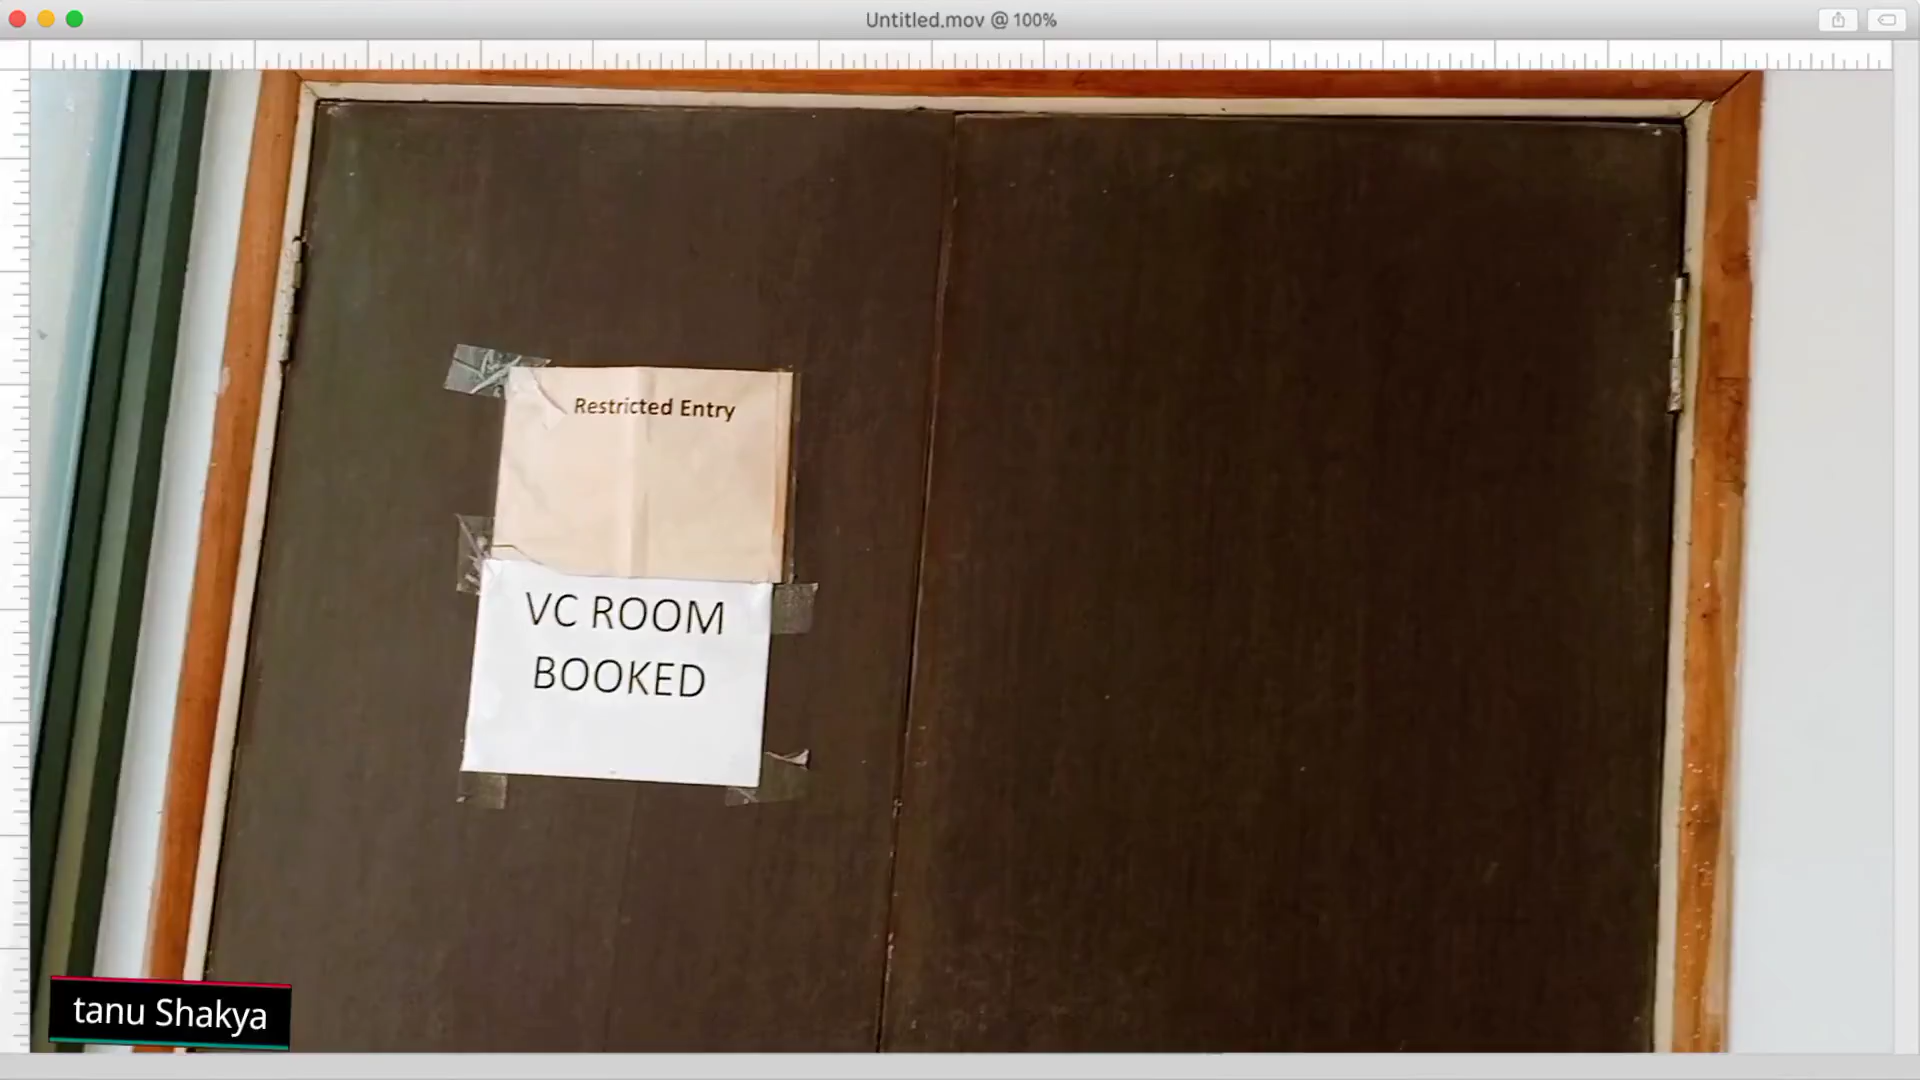 Untitled.mov @ 100%
Restricted Entry
VC ROOM
BOOKED
tanu Shakya